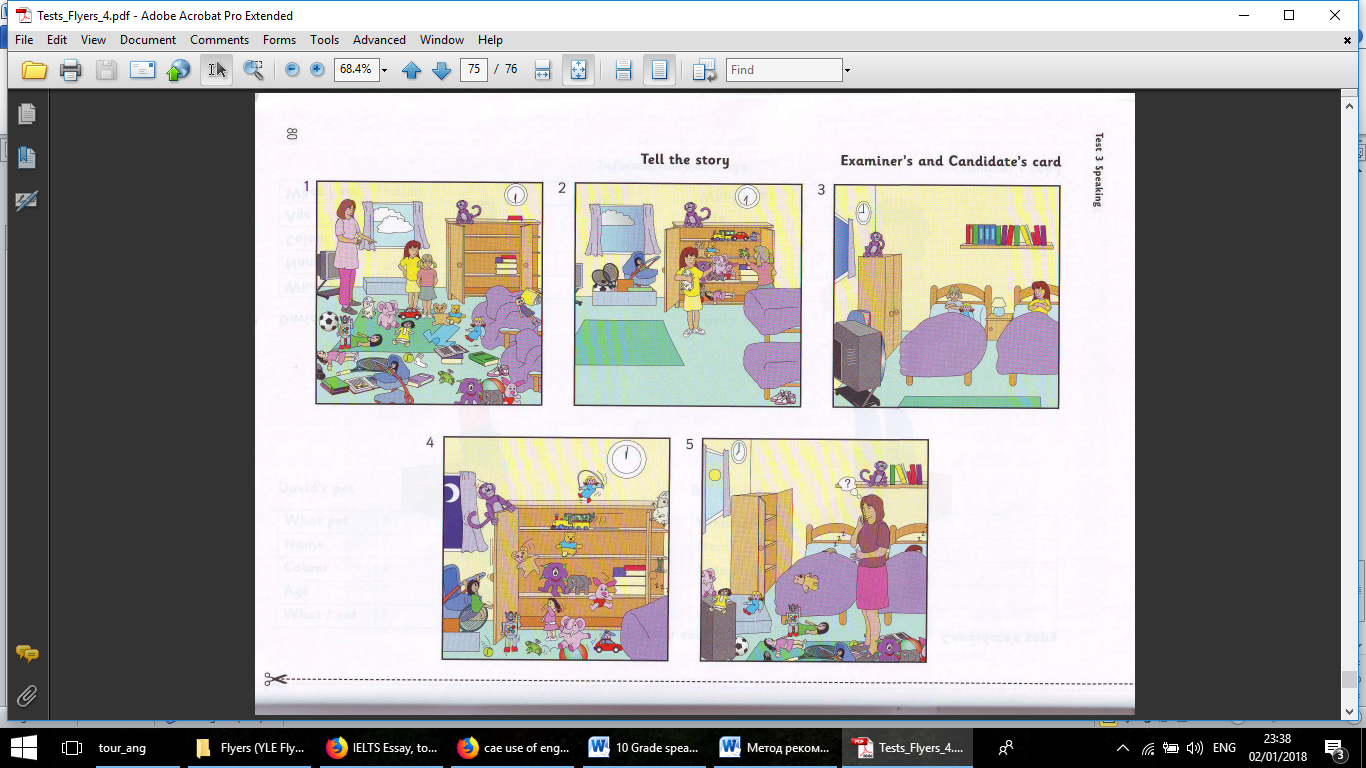 Tests_Flyers_4.pdf - Adobe Acrobat Pro Extended
File Edit View Document Comments Forms Tools Advanced Window Help
68.4% 75 / 76 Find
80
Test 3 Speaking
Tell the story
Examiner's and Candidate's card
1
2
3
4
5
?
z z z
z z z
tour_ang
Flyers (YLE Fly...
IELTS Essay, to...
cae use of eng...
10 Grade spea...
Метод реком...
Tests_Flyers_4....
ENG
23:38
02/01/2018
3